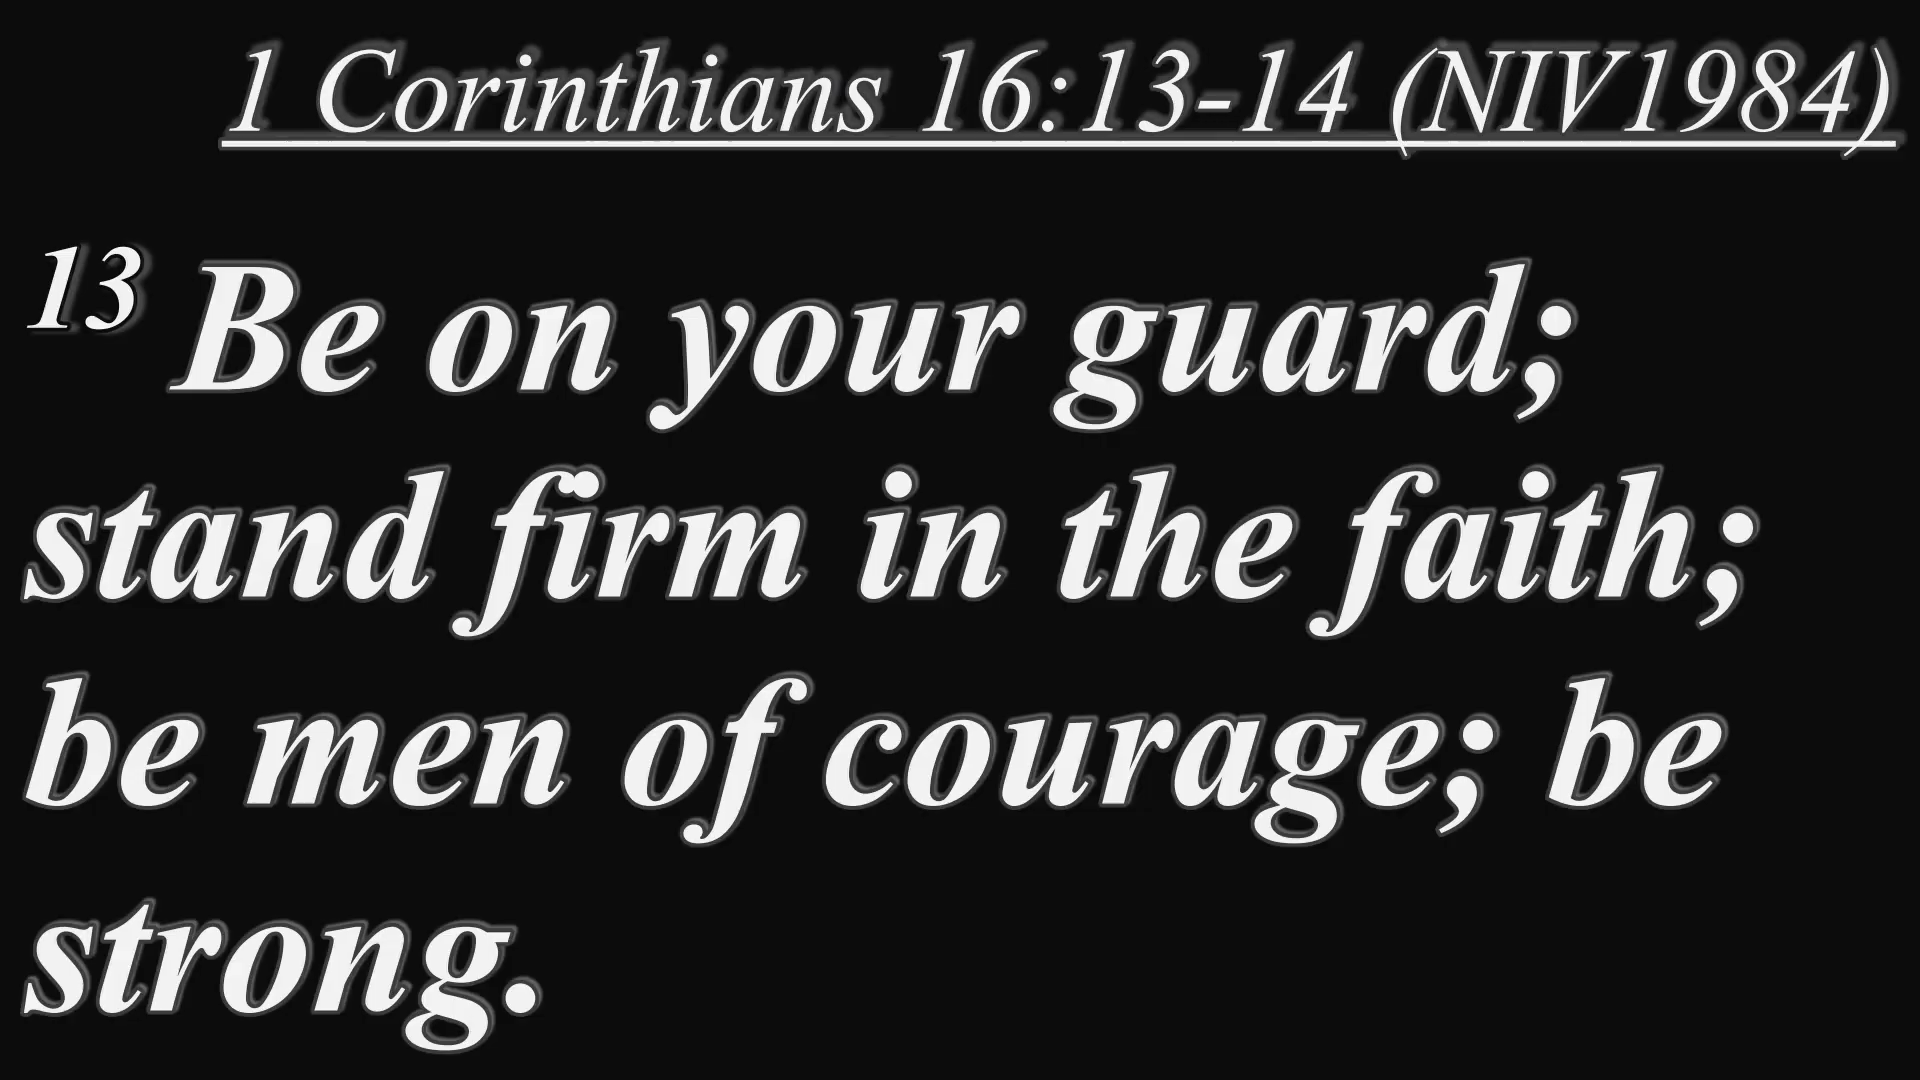 1 Corinthians 16:13-14 (NIV1984)
13 Be on your guard;
stand firm in the faith;
be men of courage; be
strong.